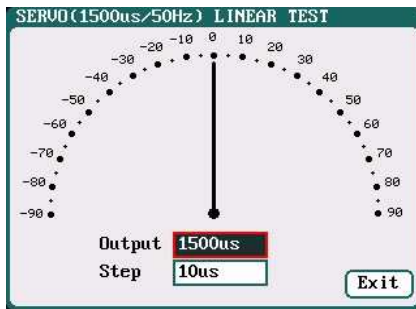 SERVO(1500us/50Hz) LINEAR TEST
-90 -80 -70 -60 -50 -40 -30 -20 -10 0 10 20 30 40 50 60 70 80 90
Output 1500us
Step 10us
Exit